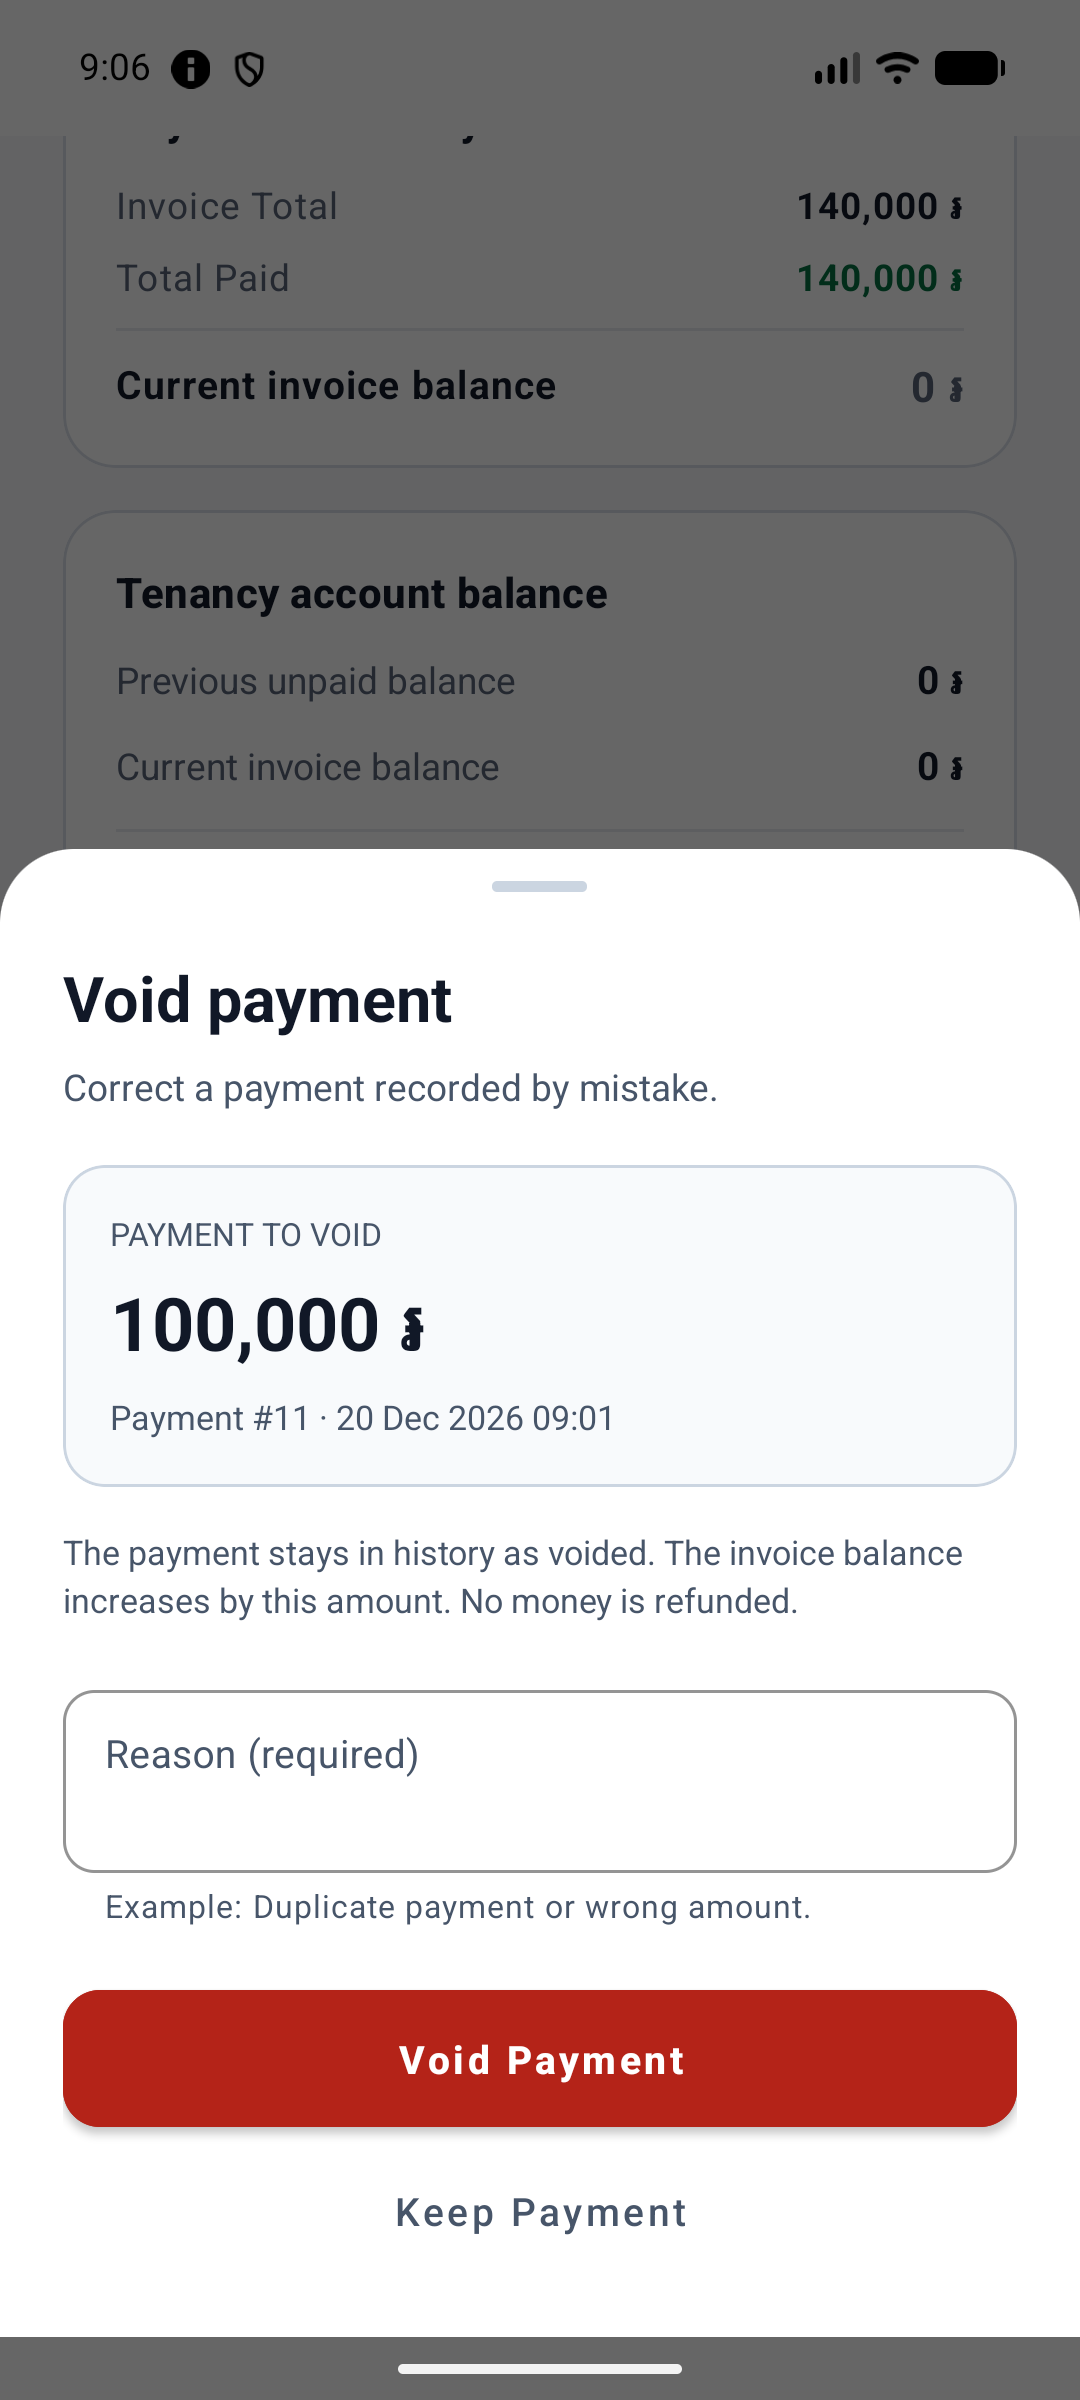 9:06
Invoice Total 140,000 ៛
Total Paid 140,000 ៛
Current invoice balance 0 ៛
Tenancy account balance
Previous unpaid balance 0 ៛
Current invoice balance 0 ៛
Void payment
Correct a payment recorded by mistake.
PAYMENT TO VOID
100,000 ៛
Payment #11 · 20 Dec 2026 09:01
The payment stays in history as voided. The invoice balance
increases by this amount. No money is refunded.
Reason (required)
Example: Duplicate payment or wrong amount.
Void Payment
Keep Payment